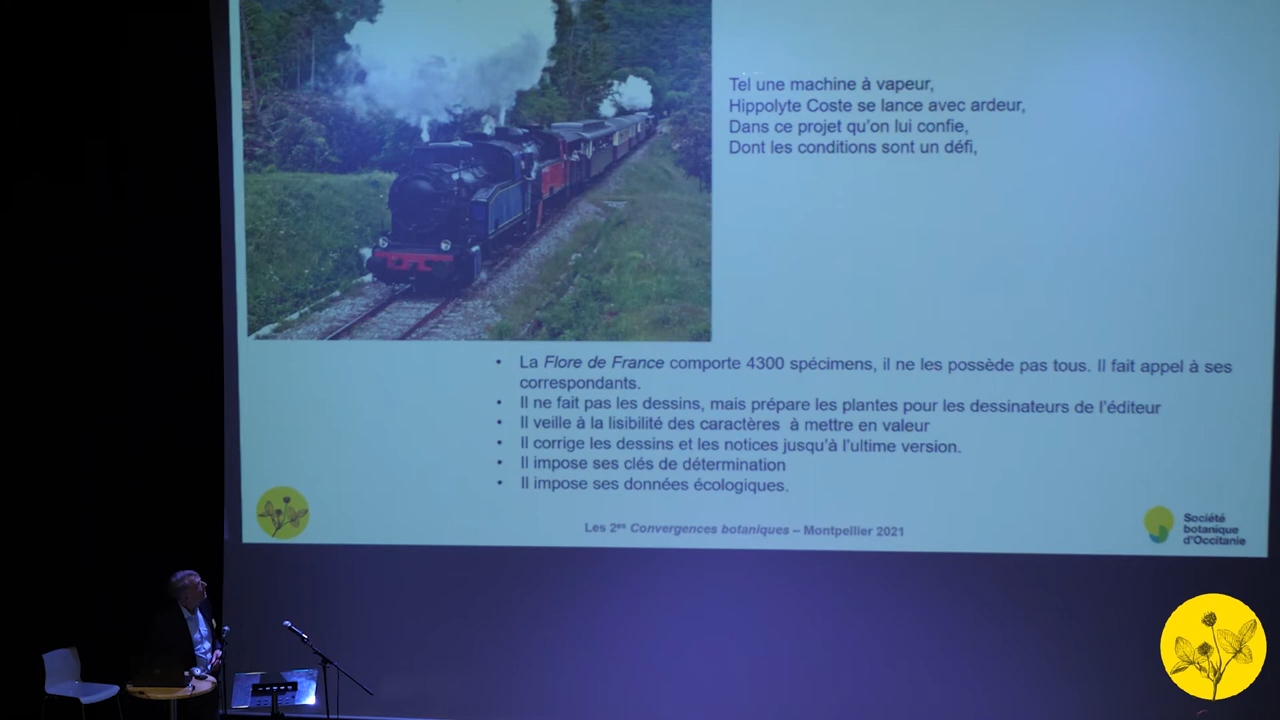 Tel une machine à vapeur,
Hippolyte Coste se lance avec ardeur,
Dans ce projet qu'on lui confie,
Dont les conditions sont un défi,
• La Flore de France comporte 4300 spécimens, il ne les possède pas tous. Il fait appel à ses
correspondants.
• Il ne fait pas les dessins, mais prépare les plantes pour les dessinateurs de l'éditeur
• Il veille à la lisibilité des caractères à mettre en valeur
• Il corrige les dessins et les notices jusqu'à l'ultime version.
• Il impose ses clés de détermination
• Il impose ses données écologiques.
Les 2es Convergences botaniques – Montpellier 2021
Société
botanique
d'Occitanie